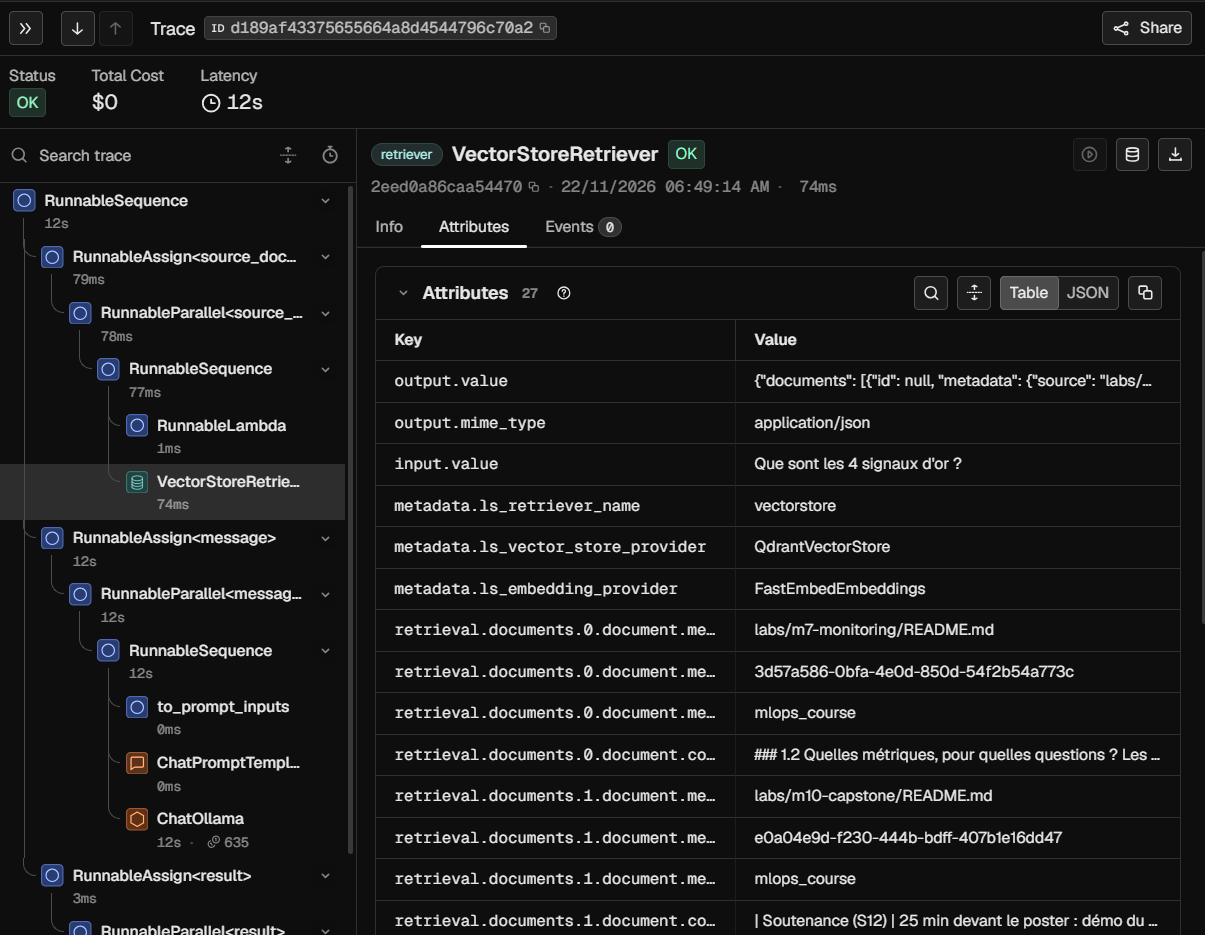 Trace ID d189af43375655664a8d4544796c70a2 Share
Status Total Cost Latency
OK $0 12s
Search trace
RunnableSequence
12s
RunnableAssign<source_doc...
79ms
RunnableParallel<source_...
78ms
RunnableSequence
77ms
RunnableLambda
1ms
VectorStoreRetrie...
74ms
RunnableAssign<message>
12s
RunnableParallel<messag...
12s
RunnableSequence
12s
to_prompt_inputs
0ms
ChatPromptTempl...
0ms
ChatOllama
12s · 635
RunnableAssign<result>
3ms
RunnableParallel<result>
retriever VectorStoreRetriever OK
2eed0a86caa54470 · 22/11/2026 06:49:14 AM · 74ms
Info Attributes Events 0
Attributes 27 Table JSON
Key Value
output.value {"documents": [{"id": null, "metadata": {"source": "labs/...
output.mime_type application/json
input.value Que sont les 4 signaux d'or ?
metadata.ls_retriever_name vectorstore
metadata.ls_vector_store_provider QdrantVectorStore
metadata.ls_embedding_provider FastEmbedEmbeddings
retrieval.documents.0.document.me... labs/m7-monitoring/README.md
retrieval.documents.0.document.me... 3d57a586-0bfa-4e0d-850d-54f2b54a773c
retrieval.documents.0.document.me... mlops_course
retrieval.documents.0.document.co... ### 1.2 Quelles métriques, pour quelles questions ? Les ...
retrieval.documents.1.document.me... labs/m10-capstone/README.md
retrieval.documents.1.document.me... e0a04e9d-f230-444b-bdff-407b1e16dd47
retrieval.documents.1.document.me... mlops_course
retrieval.documents.1.document.co... | Soutenance (S12) | 25 min devant le poster : démo du ...